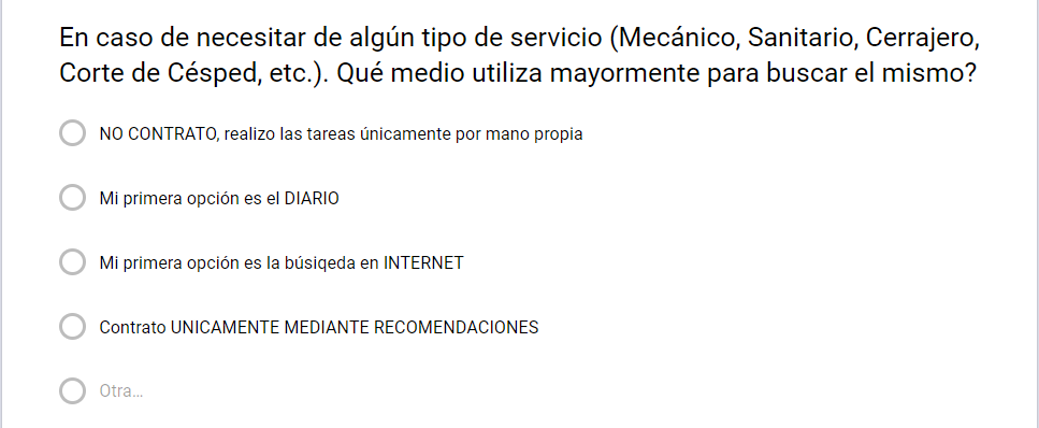 En caso de necesitar de algún tipo de servicio (Mecánico, Sanitario, Cerrajero,
Corte de Césped, etc.). Qué medio utiliza mayormente para buscar el mismo?
NO CONTRATO, realizo las tareas únicamente por mano propia
Mi primera opción es el DIARIO
Mi primera opción es la búsiqeda en INTERNET
Contrato UNICAMENTE MEDIANTE RECOMENDACIONES
Otra...